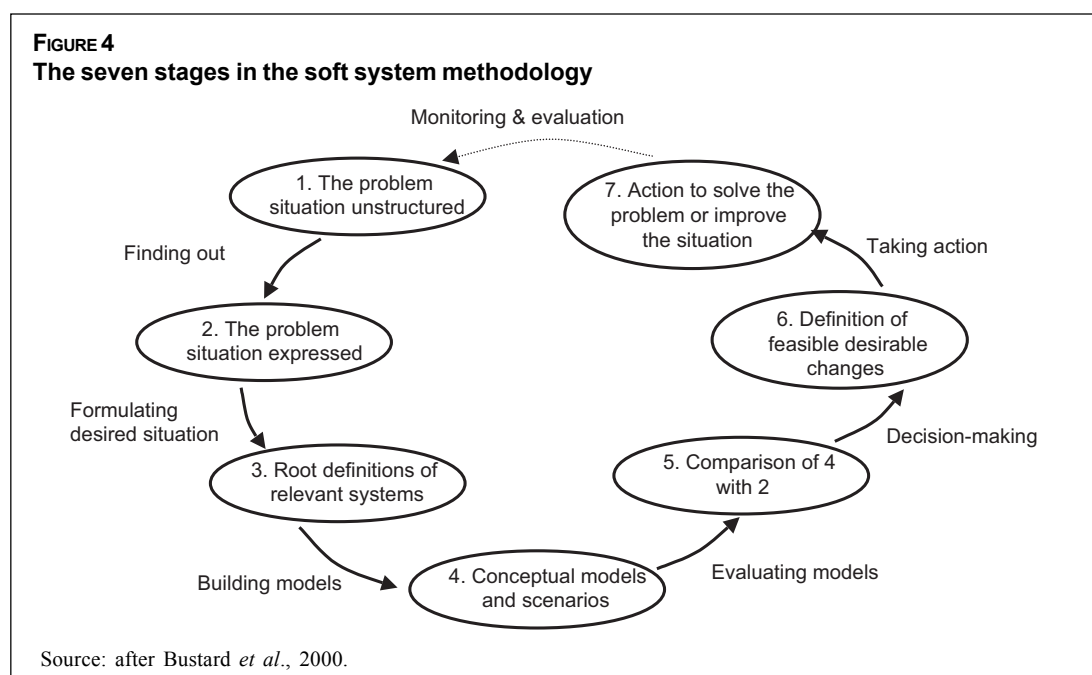 FIGURE 4
The seven stages in the soft system methodology
Monitoring & evaluation
1. The problem
situation unstructured
Finding out
2. The problem
situation expressed
Formulating
desired situation
3. Root definitions of
relevant systems
Building models
4. Conceptual models
and scenarios
Evaluating models
5. Comparison of 4
with 2
Decision-making
6. Definition of
feasible desirable
changes
Taking action
7. Action to solve the
problem or improve
the situation
Source: after Bustard et al., 2000.